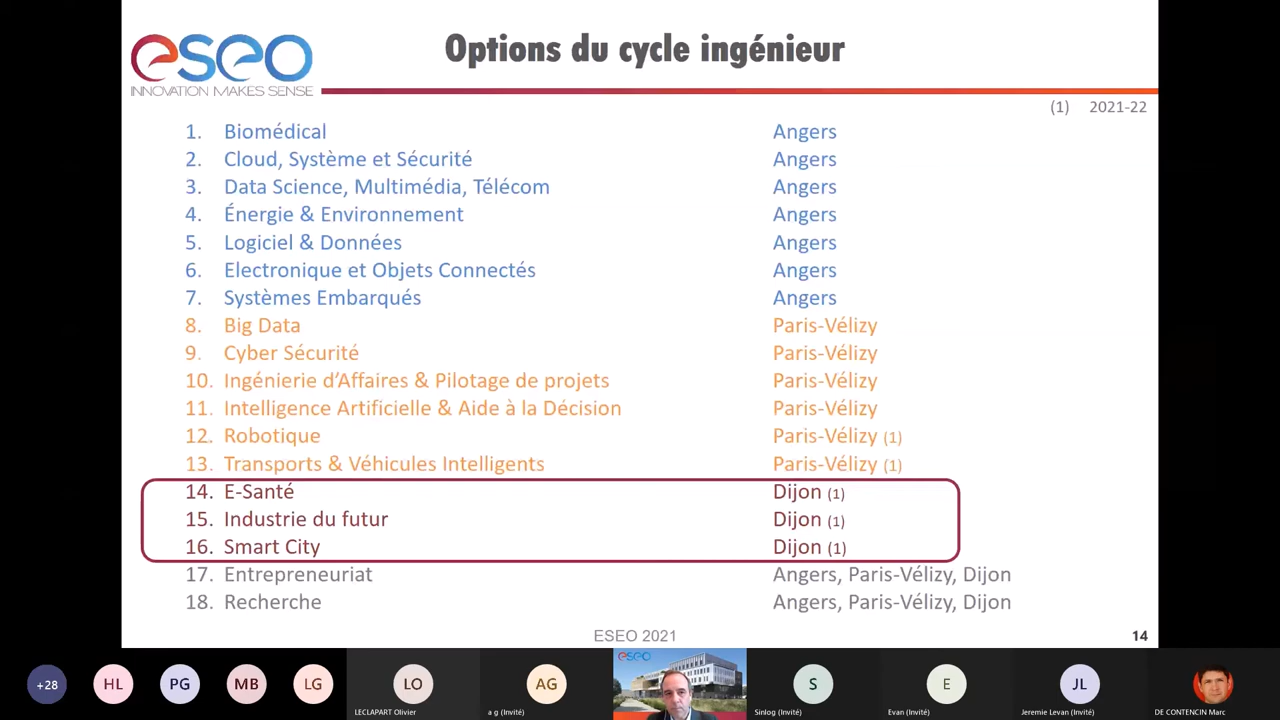 eseo
INNOVATION MAKES SENSE
Options du cycle ingénieur
(1) 2021-22
1. Biomédical Angers
2. Cloud, Système et Sécurité Angers
3. Data Science, Multimédia, Télécom Angers
4. Énergie & Environnement Angers
5. Logiciel & Données Angers
6. Electronique et Objets Connectés Angers
7. Systèmes Embarqués Angers
8. Big Data Paris-Vélizy
9. Cyber Sécurité Paris-Vélizy
10. Ingénierie d’Affaires & Pilotage de projets Paris-Vélizy
11. Intelligence Artificielle & Aide à la Décision Paris-Vélizy
12. Robotique Paris-Vélizy (1)
13. Transports & Véhicules Intelligents Paris-Vélizy (1)
14. E-Santé Dijon (1)
15. Industrie du futur Dijon (1)
16. Smart City Dijon (1)
17. Entrepreneuriat Angers, Paris-Vélizy, Dijon
18. Recherche Angers, Paris-Vélizy, Dijon
ESEO 2021 14
eseo
+28 HL PG MB LG LO AG S E JL
LECLAPART Olivier a g (Invité) Sinlog (Invité) Evan (Invité) Jeremie Levan (Invité) DE CONTENCIN Marc